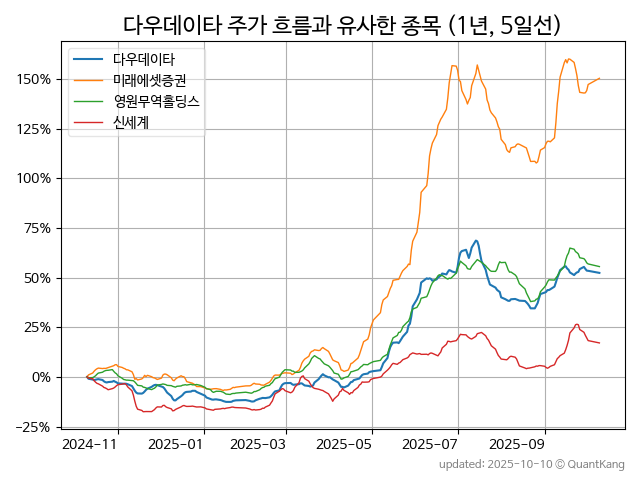 다우데이타 주가 흐름과 유사한 종목 (1년, 5일선)
다우데이타
미래에셋증권
영원무역홀딩스
신세계
150%
125%
100%
75%
50%
25%
0%
−25%
2024−11 2025−01 2025−03 2025−05 2025−07 2025−09
updated: 2025-10-10 © QuantKang